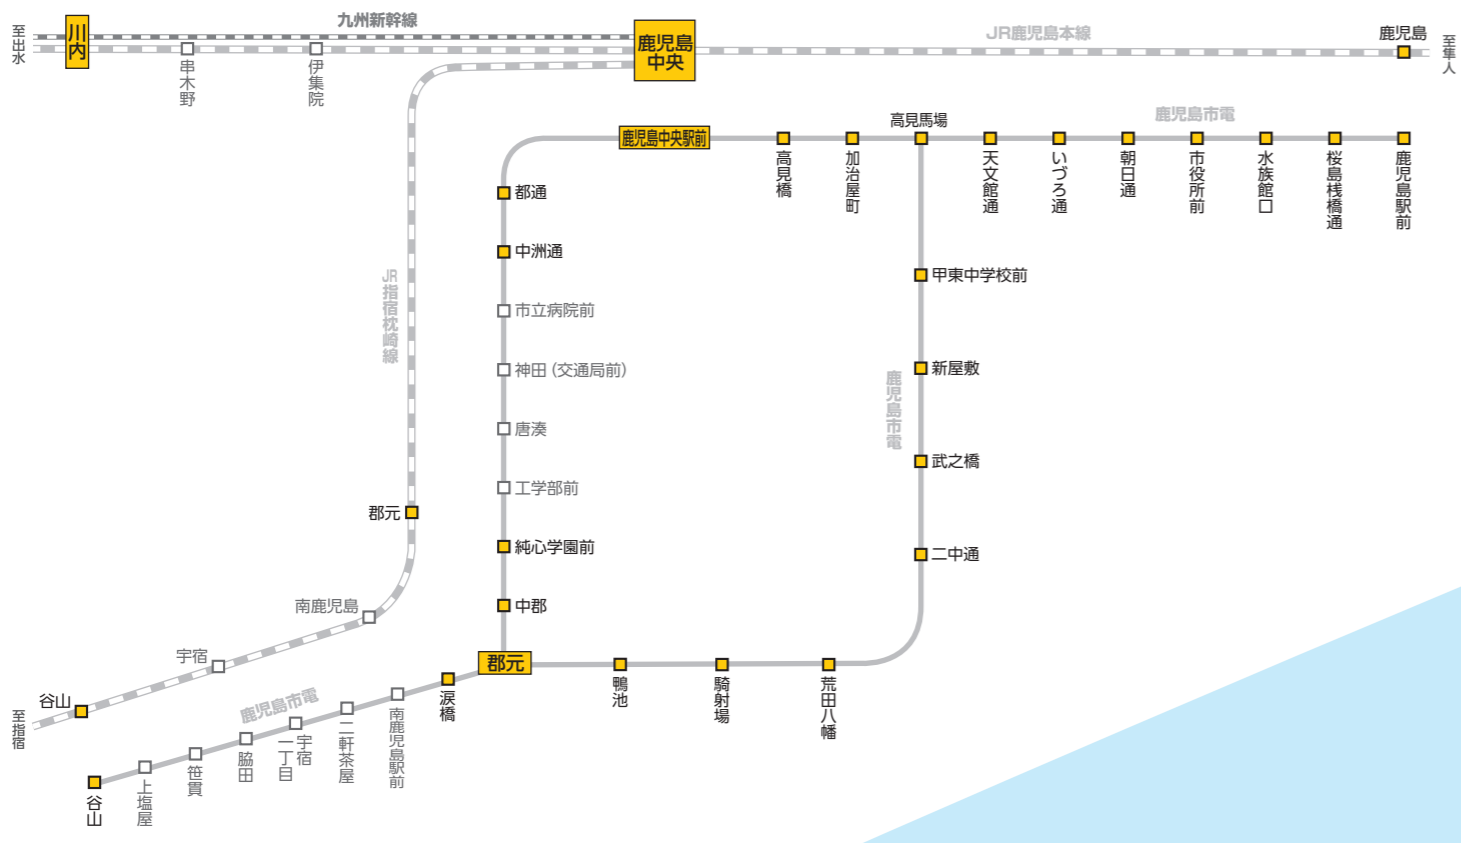 九州新幹線
至出水
川内
串木野
伊集院
鹿児島
中央
JR鹿児島本線
鹿児島
至隼人
鹿児島市電
鹿児島中央駅前
高見橋
加治屋町
高見馬場
天文館通
いづろ通
朝日通
市役所前
水族館口
桜島桟橋通
鹿児島駅前
都通
中洲通
市立病院前
神田（交通局前）
唐湊
工学部前
純心学園前
中郡
郡元
JR指宿枕崎線
郡元
南鹿児島
宇宿
谷山
至指宿
甲東中学校前
新屋敷
鹿児島市電
武之橋
二中通
鴨池
騎射場
荒田八幡
鹿児島市電
涙橋
南鹿児島駅前
二軒茶屋
宇宿
一丁目
脇田
笹貫
上塩屋
谷山